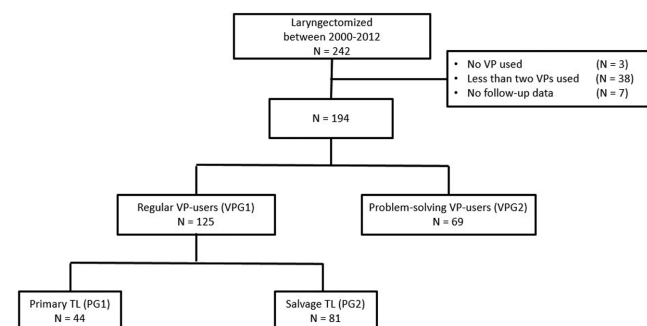 Laryngectomized
between 2000-2012
N = 242
• No VP used (N = 3)
• Less than two VPs used (N = 38)
• No follow-up data (N = 7)
N = 194
Regular VP-users (VPG1)
N = 125
Problem-solving VP-users (VPG2)
N = 69
Primary TL (PG1)
N = 44
Salvage TL (PG2)
N = 81